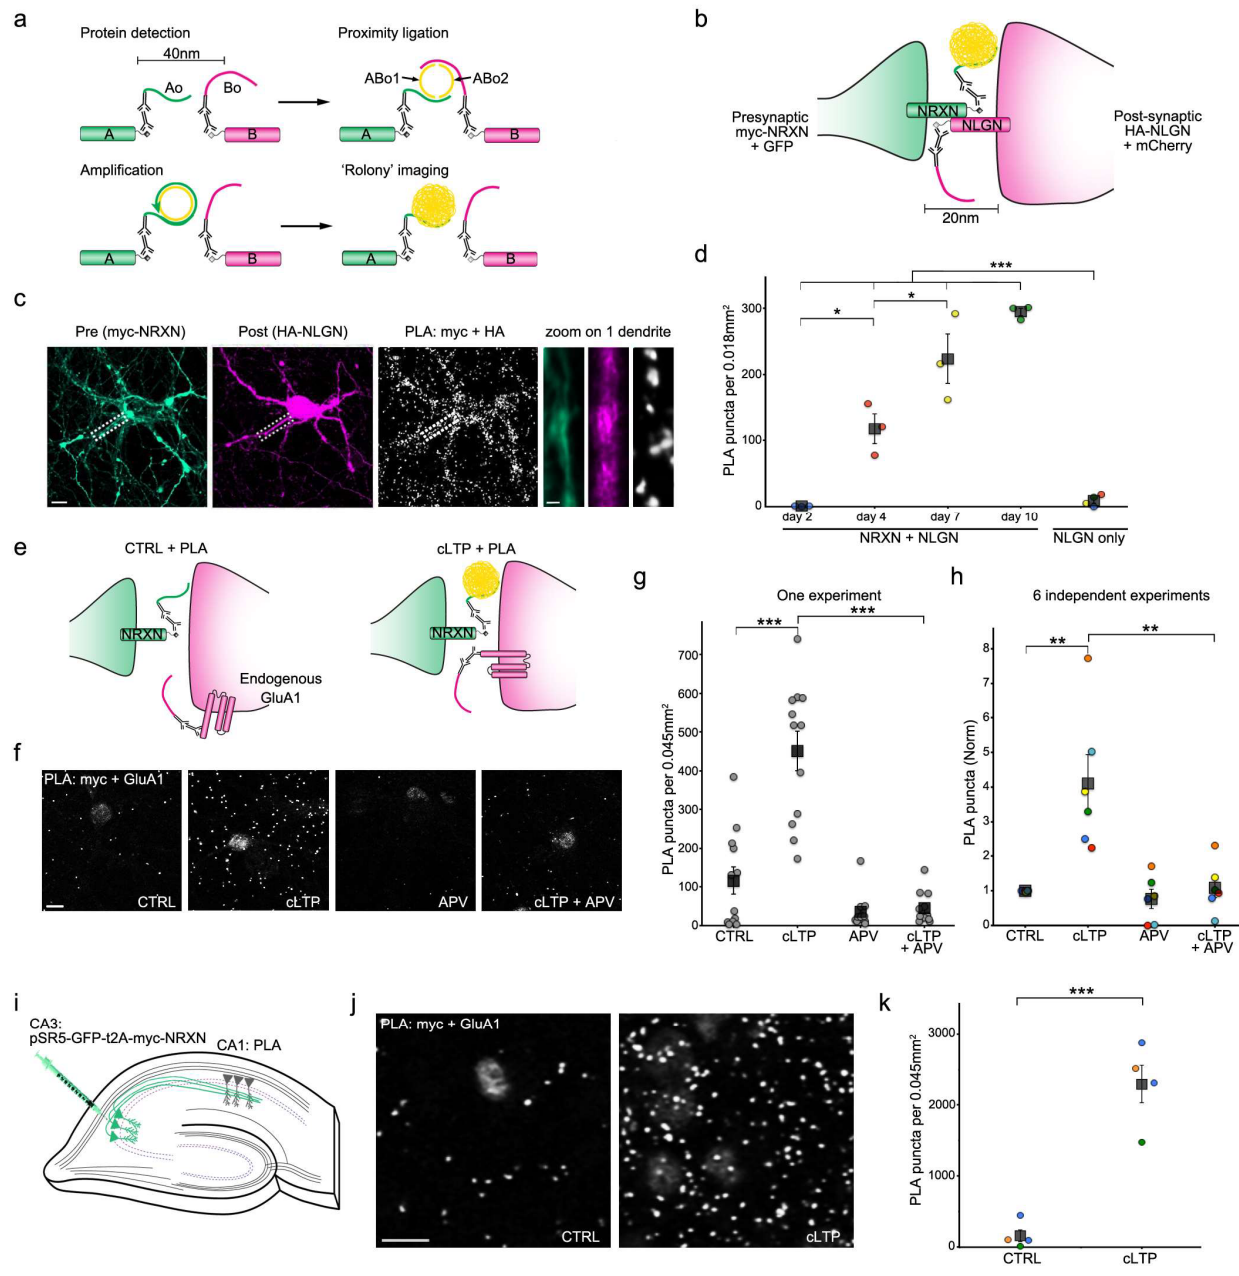 a
Protein detection
40nm
Ao
Bo
A
B
Proximity ligation
ABo1
ABo2
A
B
Amplification
A
B
'Rolony' imaging
A
B
b
Presynaptic
myc-NRXN
+ GFP
NRXN
NLGN
Post-synaptic
HA-NLGN
+ mCherry
20nm
c
Pre (myc-NRXN)
Post (HA-NLGN)
PLA: myc + HA
zoom on 1 dendrite
d
PLA puncta per 0.018mm²
300
200
100
0
***
*
*
day 2
day 4
day 7
day 10
NRXN + NLGN
NLGN only
e
CTRL + PLA
NRXN
Endogenous
GluA1
cLTP + PLA
NRXN
f
PLA: myc + GluA1
CTRL
cLTP
APV
cLTP + APV
g
One experiment
***
***
PLA puncta per 0.045mm²
700
600
500
400
300
200
100
0
CTRL
cLTP
APV
cLTP
+ APV
h
6 independent experiments
**
**
PLA puncta (Norm)
8
7
6
5
4
3
2
1
0
CTRL
cLTP
APV
cLTP
+ APV
i
CA3:
pSR5-GFP-t2A-myc-NRXN
CA1: PLA
j
PLA: myc + GluA1
CTRL
cLTP
k
***
PLA puncta per 0.045mm²
3000
2000
1000
0
CTRL
cLTP